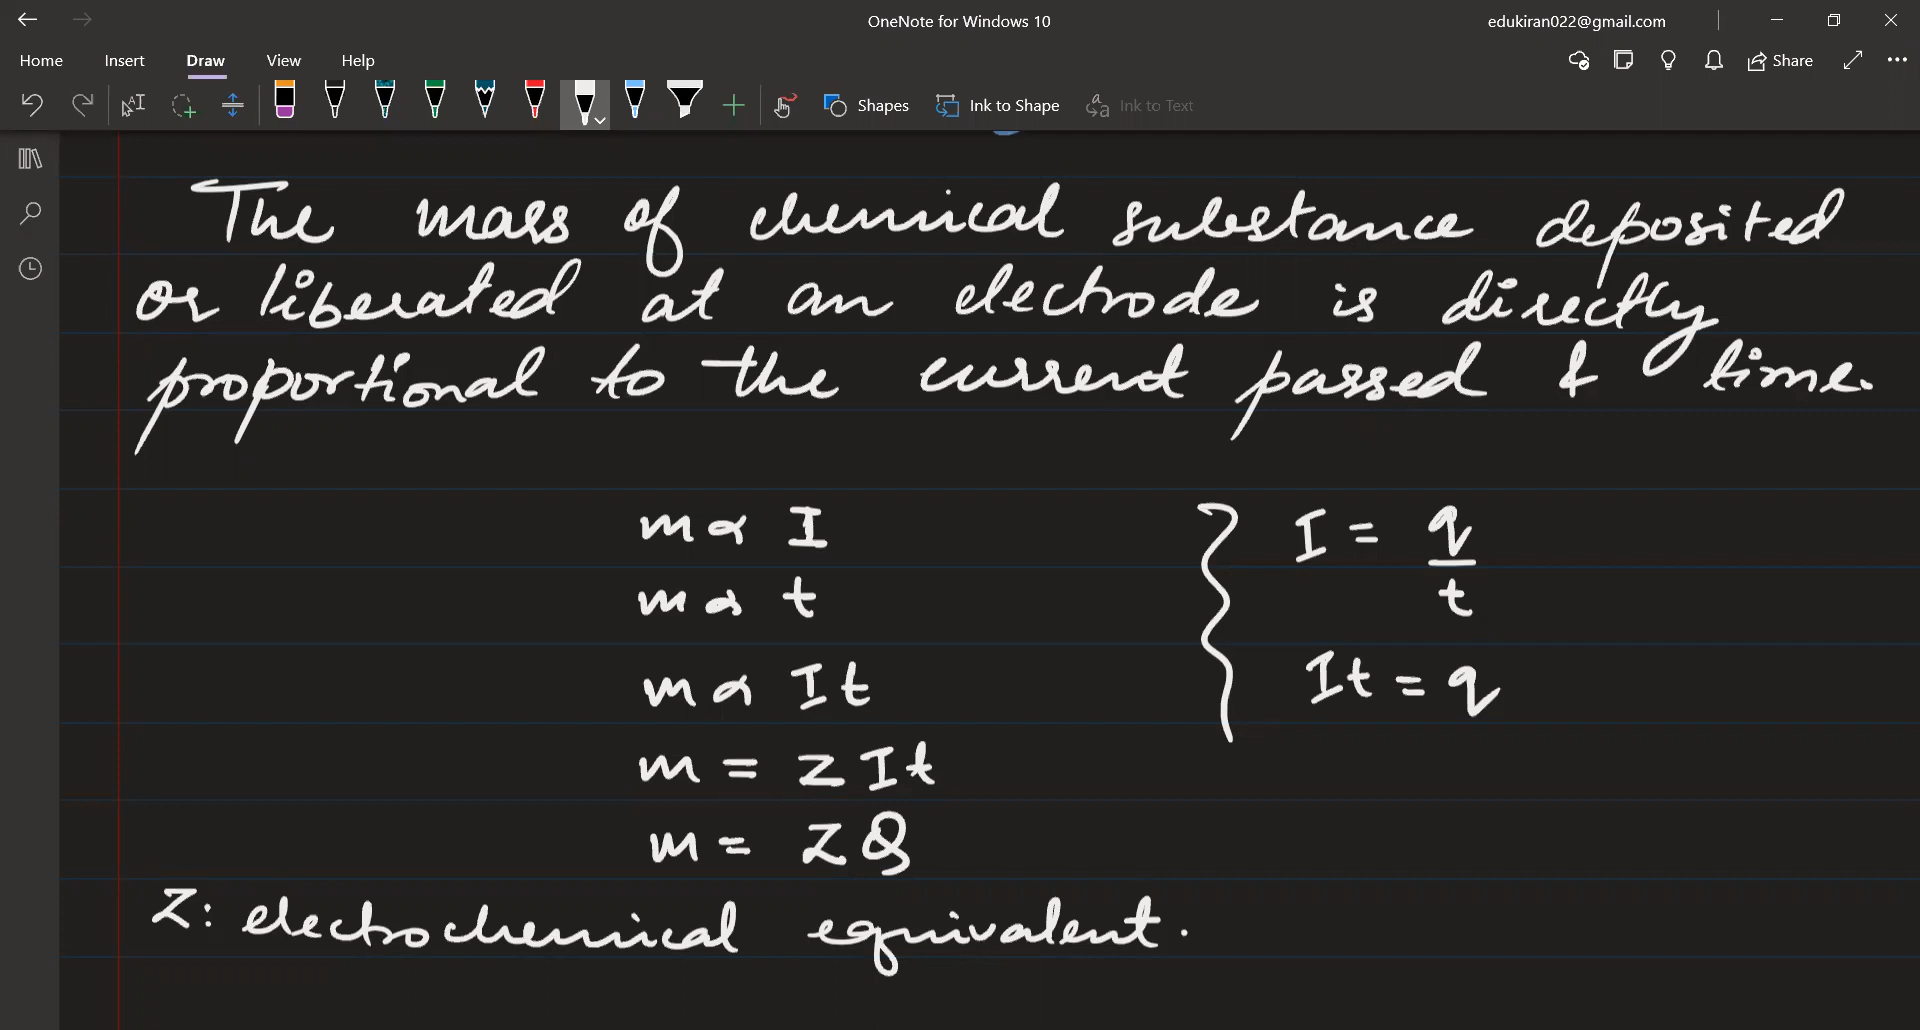 OneNote for Windows 10
edukiran022@gmail.com
Home Insert Draw View Help
Share
Shapes Ink to Shape Ink to Text
The mass of chemical substance deposited
or liberated at an electrode is directly
proportional to the current passed & time.
m ∝ I
m ∝ t
m ∝ It
m = Z It
m = Z Q
I = q
t
It = q
Z: electrochemical equivalent.